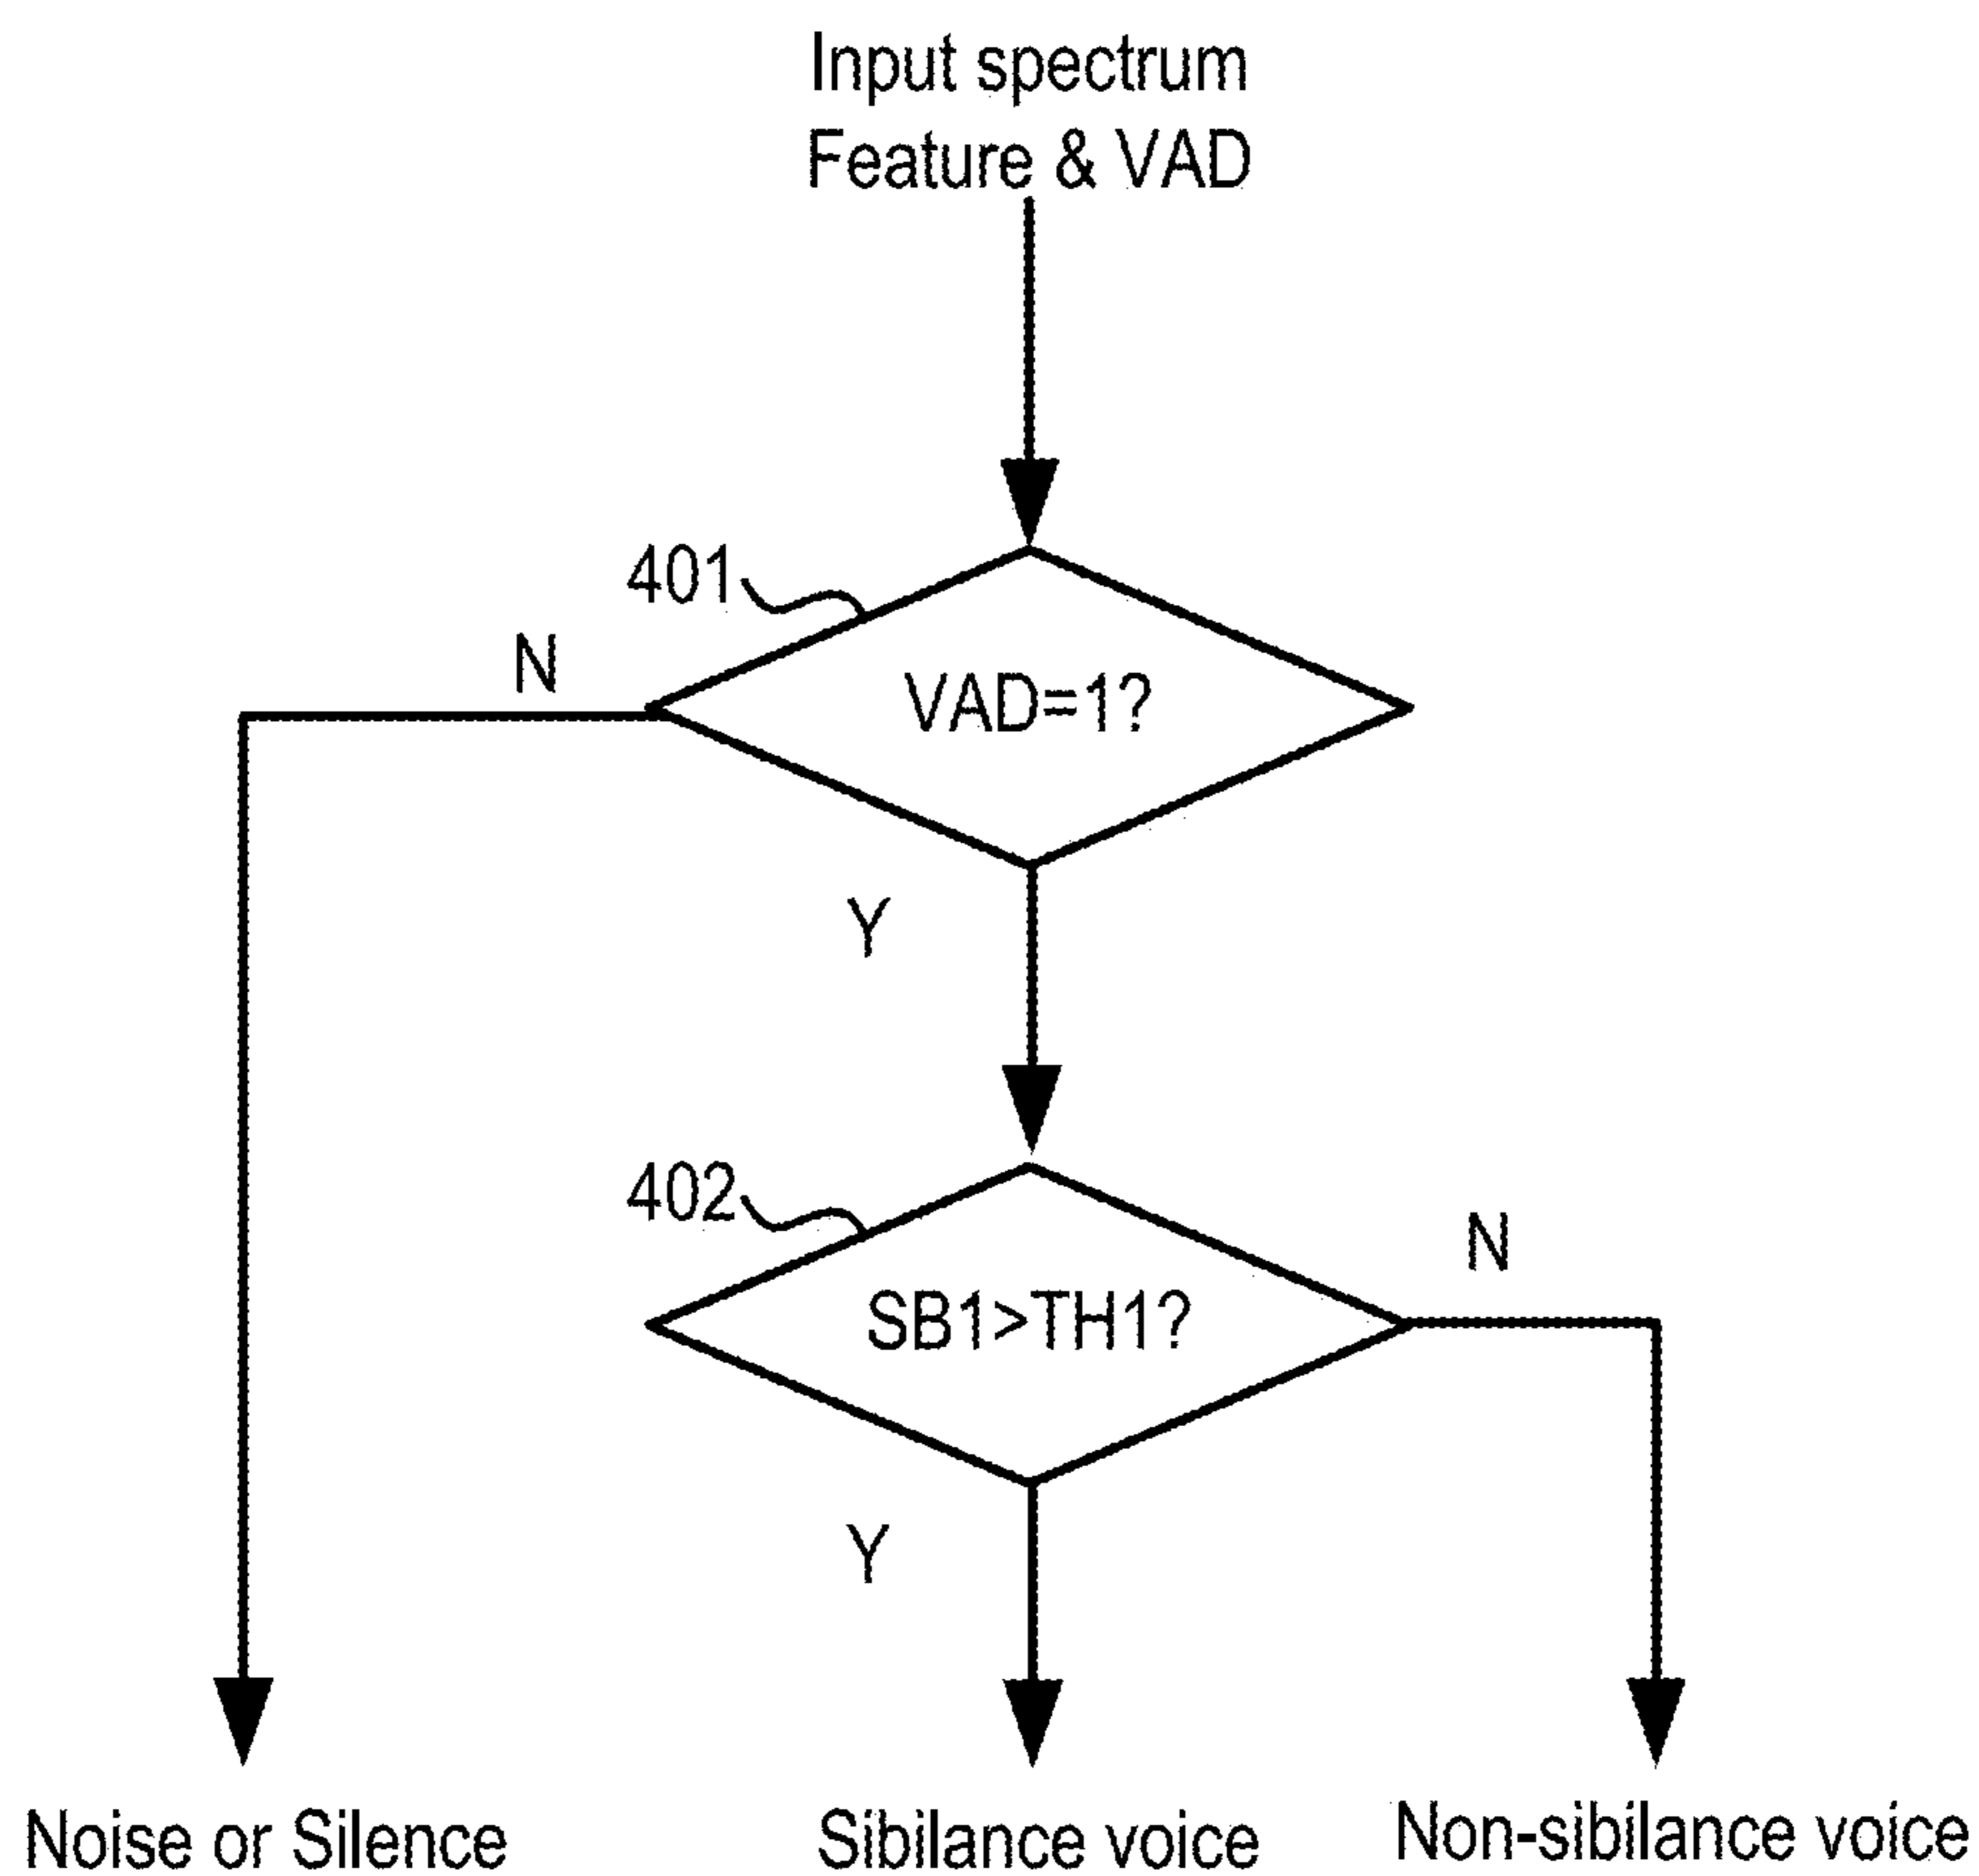 Input spectrum
Feature & VAD
401
N
VAD=1?
Y
402
N
SB1>TH1?
Y
Noise or Silence
Sibilance voice
Non-sibilance voice